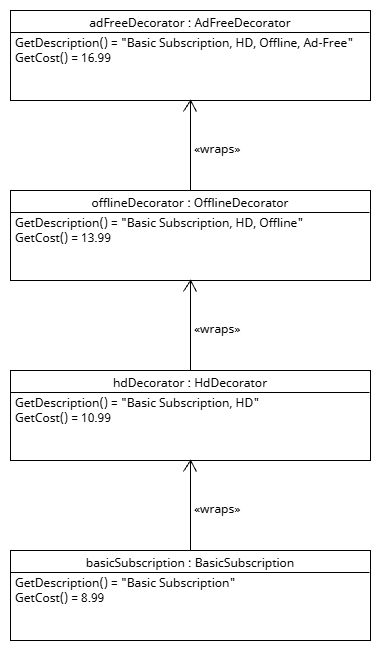 adFreeDecorator : AdFreeDecorator
GetDescription() = "Basic Subscription, HD, Offline, Ad-Free"
GetCost() = 16.99
«wraps»
offlineDecorator : OfflineDecorator
GetDescription() = "Basic Subscription, HD, Offline"
GetCost() = 13.99
«wraps»
hdDecorator : HdDecorator
GetDescription() = "Basic Subscription, HD"
GetCost() = 10.99
«wraps»
basicSubscription : BasicSubscription
GetDescription() = "Basic Subscription"
GetCost() = 8.99